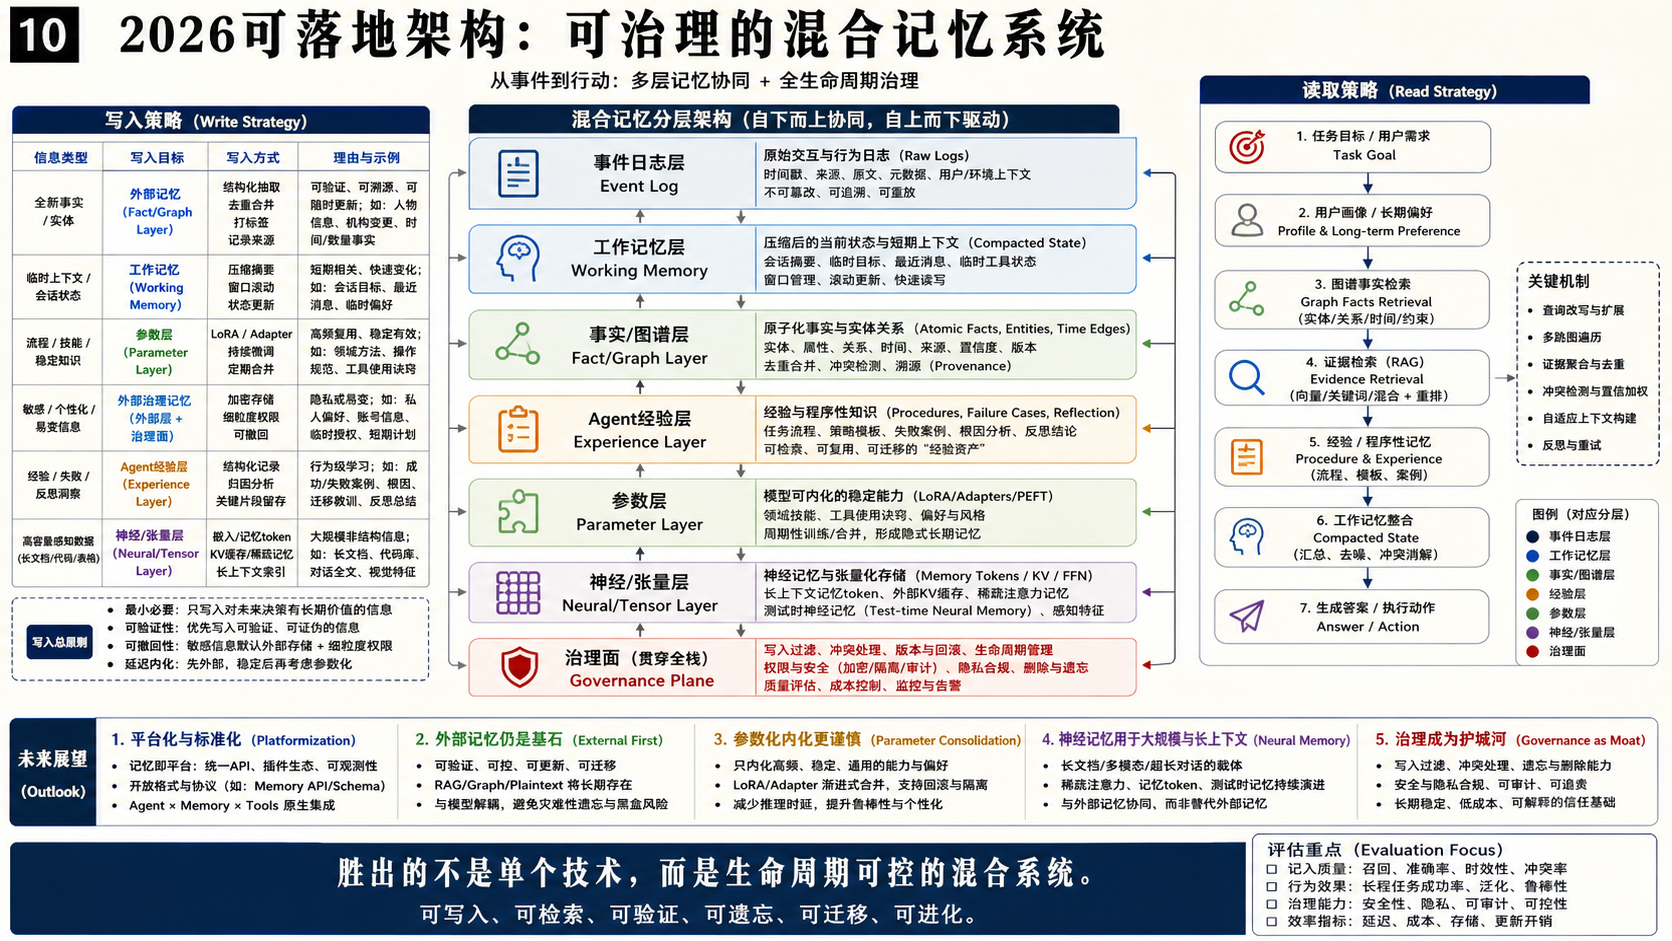 10
2026可落地架构：可治理的混合记忆系统
从事件到行动：多层记忆协同 + 全生命周期治理
写入策略（Write Strategy）
信息类型 写入目标 写入方式 理由与示例
全新事实
/ 实体
外部记忆
（Fact/Graph
Layer）
结构化抽取
去重合并
打标签
记录来源
可验证、可溯源、可
随时更新；如：人物
信息、机构变更、时
间/数量事实
临时上下文 /
会话状态
工作记忆
（Working
Memory）
压缩摘要
窗口滚动
状态更新
短期相关、快速变化；
如：会话目标、最近
消息、临时偏好
流程 / 技能 /
稳定知识
参数层
（Parameter
Layer）
LoRA / Adapter
持续微调
定期合并
高频复用、稳定有效；
如：领域方法、操作
规范、工具使用诀窍
敏感 / 个性化 /
易变信息
外部治理记忆
（外部层 +
治理面）
加密存储
细粒度权限
可撤回
隐私或易变；如：私
人偏好、账号信息、
临时授权、短期计划
经验 / 失败 /
反思洞察
Agent经验层
（Experience
Layer）
结构化记录
归因分析
关键片段留存
行为级学习；如：成
功/失败案例、根因、
迁移教训、反思总结
高容量感知数据
（长文档/代码/表格）
神经/张量层
（Neural/Tensor
Layer）
嵌入/记忆token
KV缓存/稀疏记忆
长上下文索引
大规模非结构信息；
如：长文档、代码库、
对话全文、视觉特征
写入总原则
• 最小必要：只写入对未来决策有长期价值的信息
• 可验证性：优先写入可验证、可证伪的信息
• 可撤回性：敏感信息默认外部存储 + 细粒度权限
• 延迟内化：先外部，稳定后再考虑参数化
混合记忆分层架构（自下而上协同，自上而下驱动）
事件日志层
Event Log
原始交互与行为日志（Raw Logs）
时间戳、来源、原文、元数据、用户/环境上下文
不可篡改、可追溯、可重放
工作记忆层
Working Memory
压缩后的当前状态与短期上下文（Compacted State）
会话摘要、临时目标、最近消息、临时工具状态
窗口管理、滚动更新、快速读写
事实/图谱层
Fact/Graph Layer
原子化事实与实体关系（Atomic Facts, Entities, Time Edges）
实体、属性、关系、时间、来源、置信度、版本
去重合并、冲突检测、溯源（Provenance）
Agent经验层
Experience Layer
经验与程序性知识（Procedures, Failure Cases, Reflection）
任务流程、策略模板、失败案例、根因分析、反思结论
可检索、可复用、可迁移的“经验资产”
参数层
Parameter Layer
模型可内化的稳定能力（LoRA/Adapters/PEFT）
领域技能、工具使用诀窍、偏好与风格
周期性训练/合并，形成隐式长期记忆
神经/张量层
Neural/Tensor Layer
神经记忆与张量化存储（Memory Tokens / KV / FFN）
长上下文记忆token、外部KV缓存、稀疏注意力记忆
测试时神经记忆（Test-time Neural Memory）、感知特征
治理面（贯穿全栈）
Governance Plane
写入过滤、冲突处理、版本与回滚、生命周期管理
权限与安全（加密/隔离/审计）、隐私合规、删除与遗忘
质量评估、成本控制、监控与告警
读取策略（Read Strategy）
1. 任务目标 / 用户需求
Task Goal
2. 用户画像 / 长期偏好
Profile & Long-term Preference
3. 图谱事实检索
Graph Facts Retrieval
（实体/关系/时间/约束）
4. 证据检索（RAG）
Evidence Retrieval
（向量/关键词/混合 + 重排）
5. 经验 / 程序性记忆
Procedure & Experience
（流程、模板、案例）
6. 工作记忆整合
Compacted State
（汇总、去噪、冲突消解）
7. 生成答案 / 执行动作
Answer / Action
关键机制
• 查询改写与扩展
• 多跳图遍历
• 证据聚合与去重
• 冲突检测与置信加权
• 自适应上下文构建
• 反思与重试
图例（对应分层）
事件日志层
工作记忆层
事实/图谱层
经验层
参数层
神经/张量层
治理面
未来展望
（Outlook）
1. 平台化与标准化（Platformization）
• 记忆即平台：统一API、插件生态、可观测性
• 开放格式与协议（如：Memory API/Schema）
• Agent × Memory × Tools 原生集成
2. 外部记忆仍是基石（External First）
• 可验证、可控、可更新、可迁移
• RAG/Graph/Plaintext 将长期存在
• 与模型解耦，避免灾难性遗忘与黑盒风险
3. 参数化内化更谨慎（Parameter Consolidation）
• 只内化高频、稳定、通用的能力与偏好
• LoRA/Adapter 渐进式合并，支持回滚与隔离
• 减少推理时延，提升鲁棒性与个性化
4. 神经记忆用于大规模与长上下文（Neural Memory）
• 长文档/多模态/超长对话的载体
• 稀疏注意力、记忆token、测试时记忆持续演进
• 与外部记忆协同，而非替代外部记忆
5. 治理成为护城河（Governance as Moat）
• 写入过滤、冲突处理、遗忘与删除能力
• 安全与隐私合规、可审计、可追责
• 长期稳定、低成本、可解释的信任基础
胜出的不是单个技术，而是生命周期可控的混合系统。
可写入、可检索、可验证、可遗忘、可迁移、可进化。
评估重点（Evaluation Focus）
□ 记入质量：召回、准确率、时效性、冲突率
□ 行为效果：长程任务成功率、泛化、鲁棒性
□ 治理能力：安全性、隐私、可审计、可控性
□ 效率指标：延迟、成本、存储、更新开销